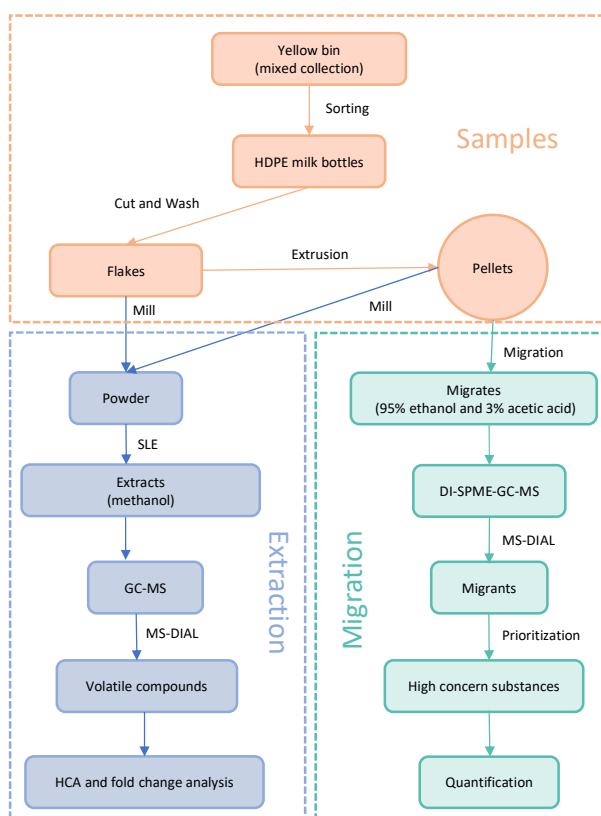 Yellow bin
(mixed collection)
Sorting
Samples
HDPE milk bottles
Cut and Wash
Flakes
Extrusion
Pellets
Mill
Mill
Migration
Powder
Migrates
(95% ethanol and 3% acetic acid)
SLE
Extracts
(methanol)
DI-SPME-GC-MS
Extraction
Migration
MS-DIAL
GC-MS
Migrants
MS-DIAL
Prioritization
Volatile compounds
High concern substances
HCA and fold change analysis
Quantification